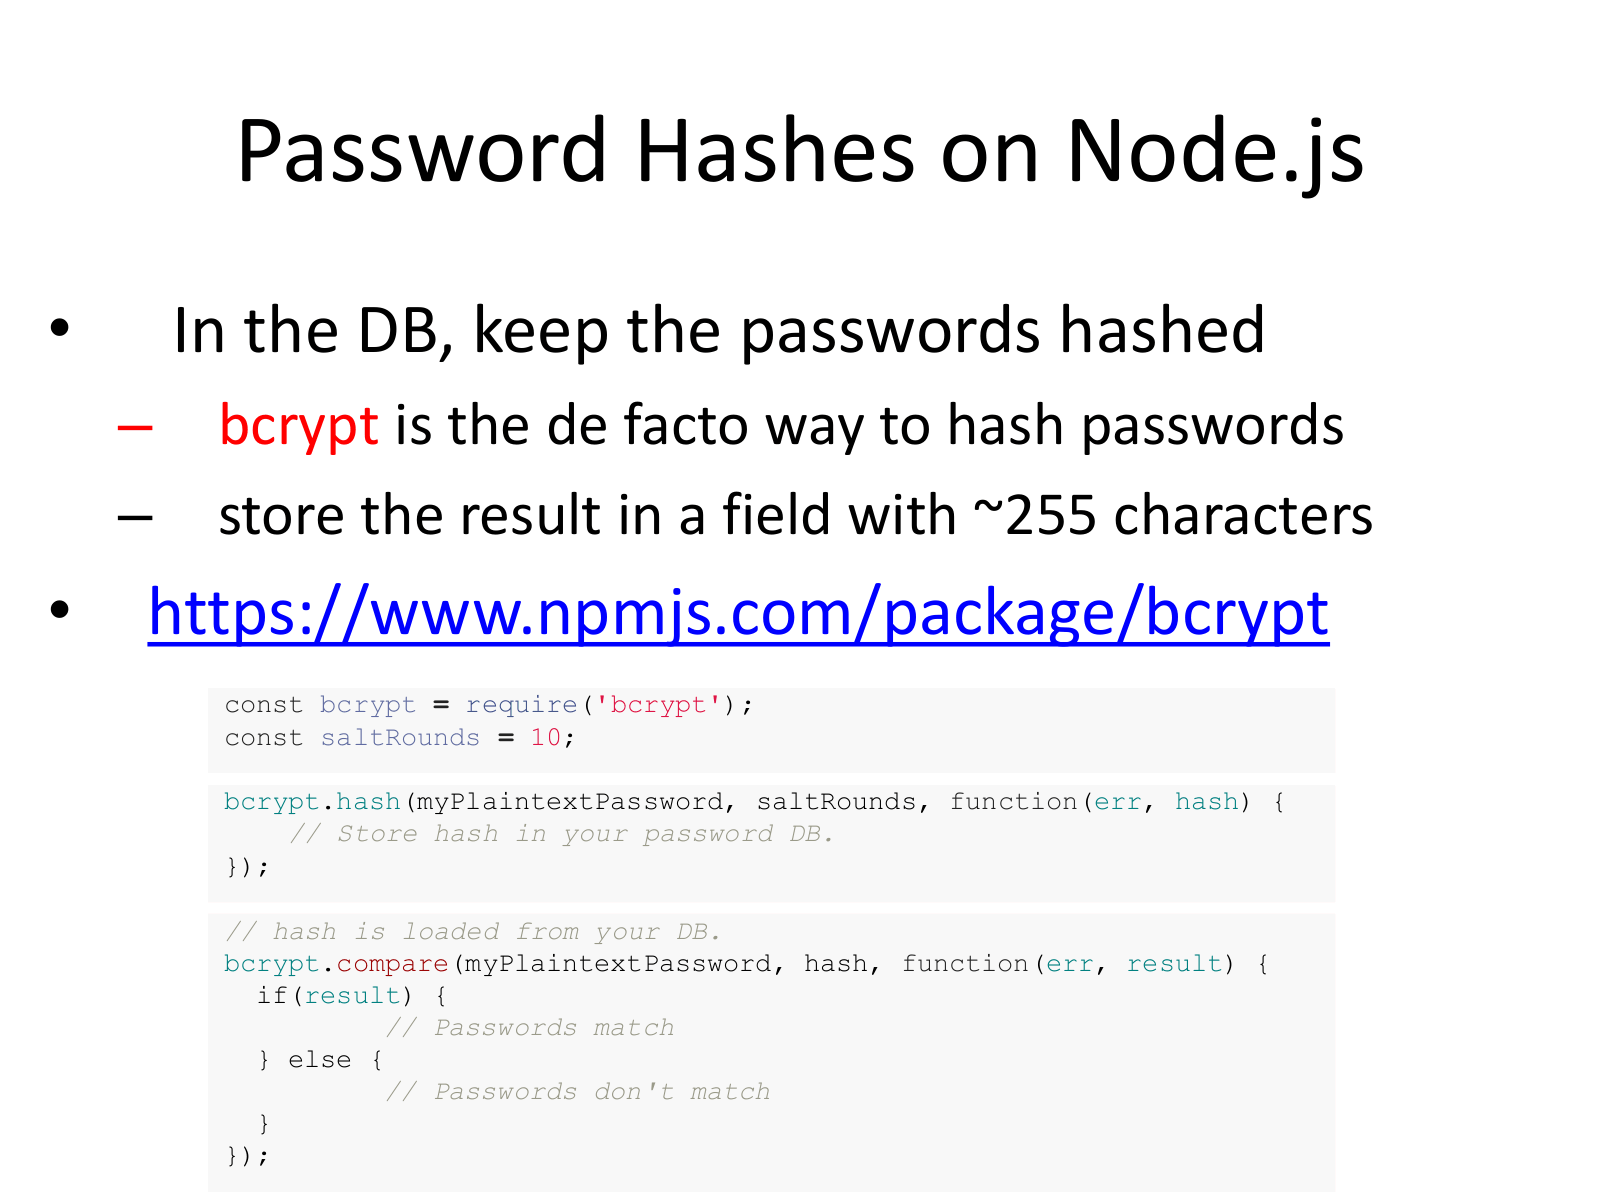 Password Hashes on Node.js
• In the DB, keep the passwords hashed
– bcrypt is the de facto way to hash passwords
– store the result in a field with ~255 characters
• https://www.npmjs.com/package/bcrypt
const bcrypt = require('bcrypt');
const saltRounds = 10;
bcrypt.hash(myPlaintextPassword, saltRounds, function(err, hash) {
    // Store hash in your password DB.
});
// hash is loaded from your DB.
bcrypt.compare(myPlaintextPassword, hash, function(err, result) {
  if(result) {
          // Passwords match
  } else {
          // Passwords don't match
  }
});